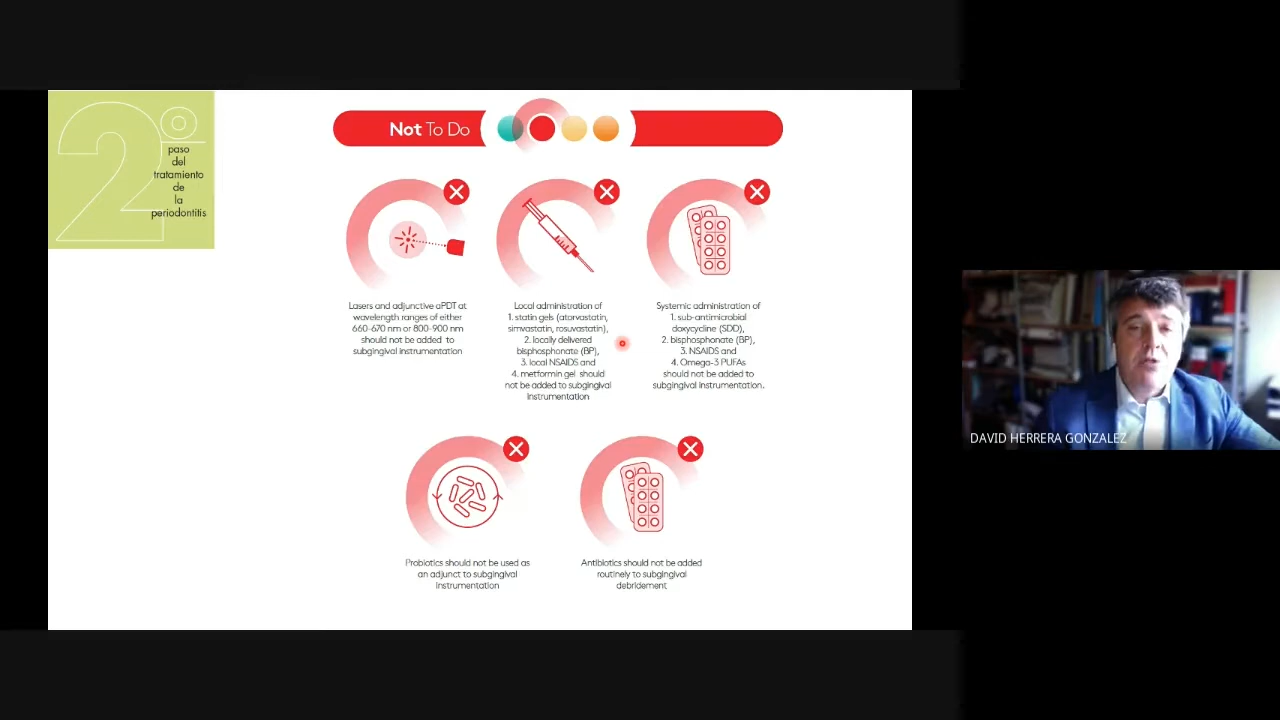 2º
paso
del
tratamiento
de
la
periodontitis
Not To Do
Lasers and adjunctive aPDT at
wavelength ranges of either
660-670 nm or 800-900 nm
should not be added to
subgingival instrumentation
Local administration of
1. statin gels (atorvastatin,
simvastatin, rosuvastatin),
2. locally delivered
bisphosphonate (BP),
3. local NSAIDS and
4. metformin gel should
not be added to subgingival
instrumentation
Systemic administration of
1. sub-antimicrobial
doxycycline (SDD),
2. bisphosphonate (BP),
3. NSAIDS and
4. Omega-3 PUFAs
should not be added to
subgingival instrumentation.
Probiotics should not be used as
an adjunct to subgingival
instrumentation
Antibiotics should not be added
routinely to subgingival
debridement
DAVID HERRERA GONZALEZ